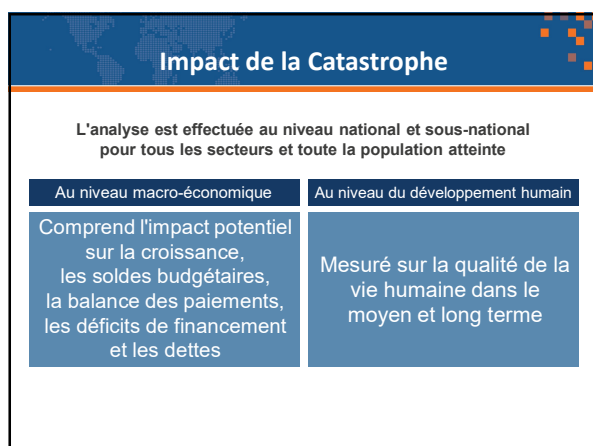 Impact de la Catastrophe
L'analyse est effectuée au niveau national et sous-national
pour tous les secteurs et toute la population atteinte
Au niveau macro-économique
Comprend l'impact potentiel
sur la croissance,
les soldes budgétaires,
la balance des paiements,
les déficits de financement
et les dettes
Au niveau du développement humain
Mesuré sur la qualité de la
vie humaine dans le
moyen et long terme